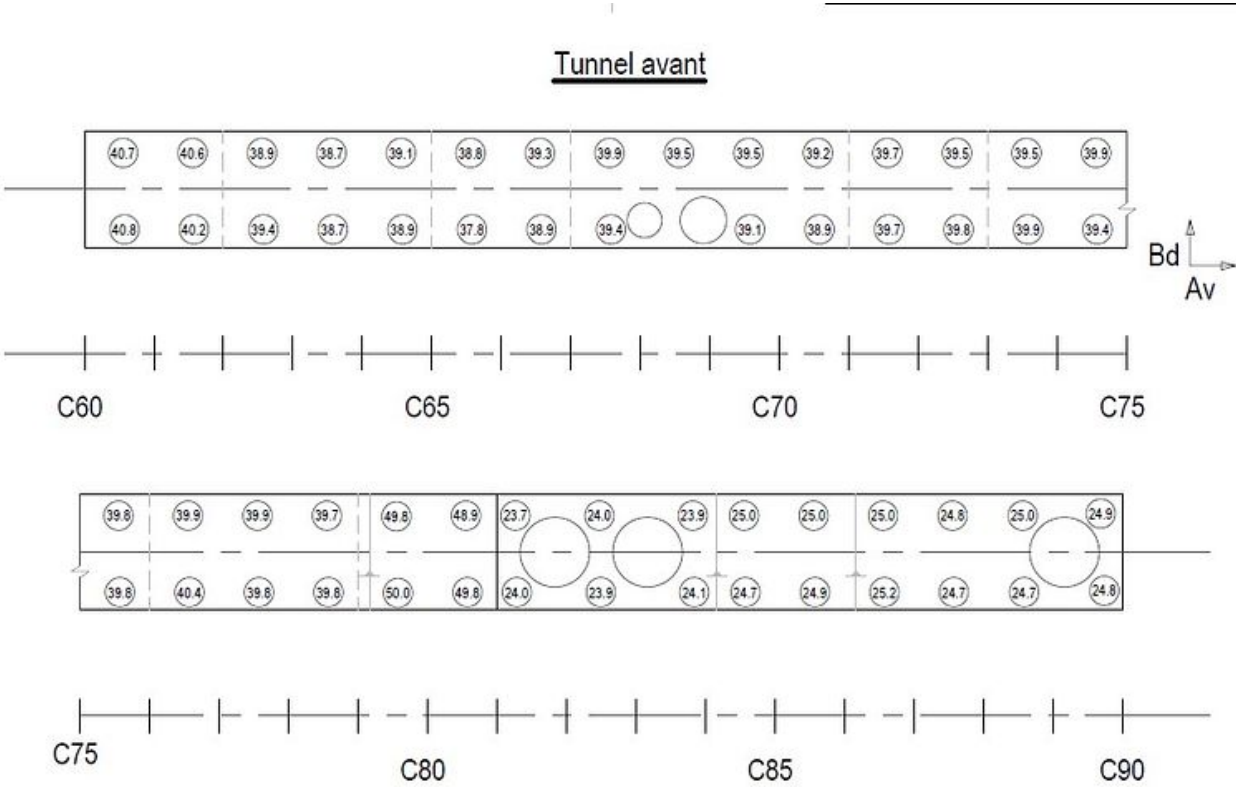 Tunnel avant
40.7 40.6 38.9 38.7 39.1 38.8 39.3 39.9 39.5 39.5 39.2 39.7 39.5 39.5 39.9
40.8 40.2 39.4 38.7 38.9 37.8 38.9 39.4 39.1 38.9 39.7 39.8 39.9 39.4
Bd
Av
C60 C65 C70 C75
39.8 39.9 39.9 39.7 49.8 48.9 23.7 24.0 23.9 25.0 25.0 25.0 24.8 25.0 24.9
39.8 40.4 39.8 39.8 50.0 49.8 24.0 23.9 24.1 24.7 24.9 25.2 24.7 24.7 24.8
C75 C80 C85 C90